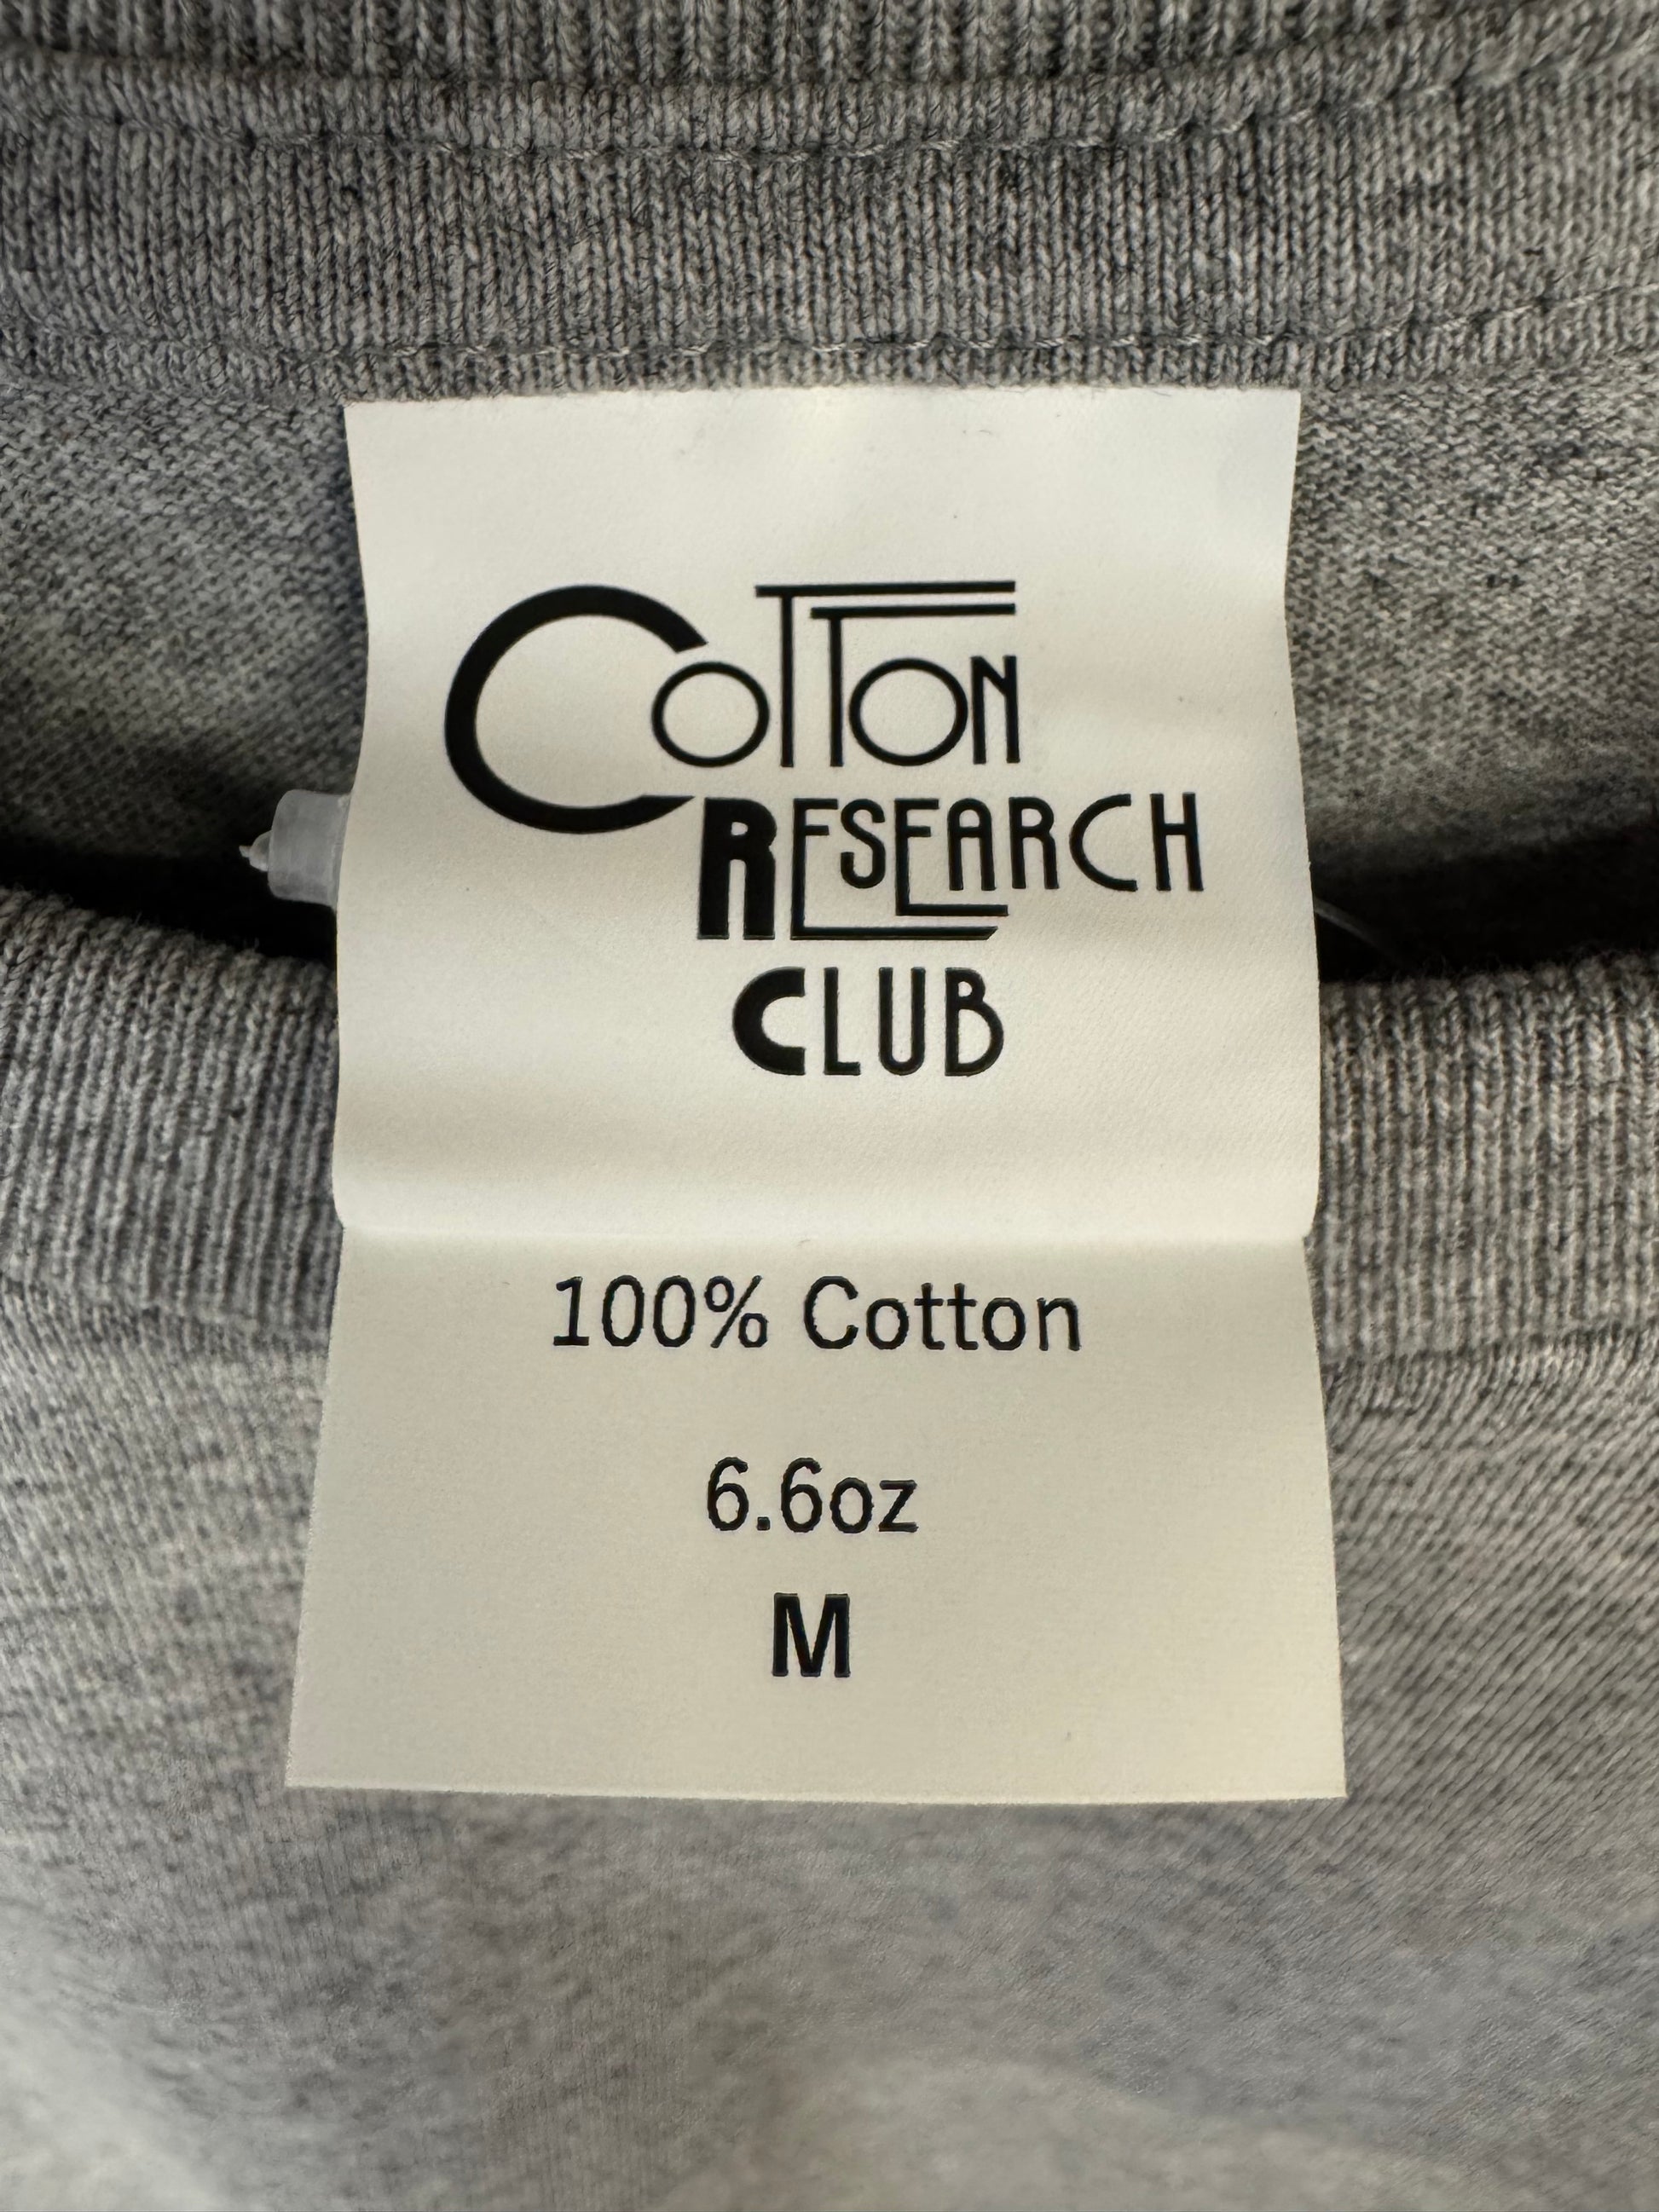 COTTON
RESEARCH
CLUB
100% Cotton
6.6oz
M